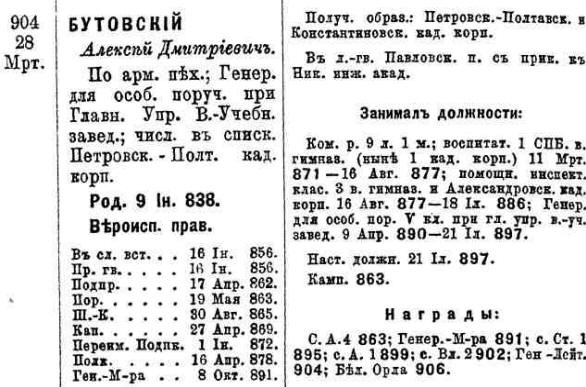 904
28
Мрт.
БУТОВСКІЙ
Алексѣй Дмитріевичъ.
По арм. пѣх.; Генер.
для особ. поруч. при
Главн. Упр. В.-Учебн.
завед.; числ. въ списк.
Петровск. - Полт. кад.
корп.
Род. 9 Ін. 838.
Вѣроисп. прав.
Въ сл. вст. . . 16 Ін. 856.
Пр. гв. . . . . 16 Ін. 856.
Подпр. . . . . 17 Апр. 862.
Пор. . . . . . 19 Мая 863.
Ш.-К. . . . . 30 Авг. 865.
Кап. . . . . . 27 Апр. 869.
Переим. Подпк. 1 Ін. 872.
Полк. . . . . . 16 Апр. 878.
Ген.-М-ра . . 8 Окт. 891.
Получ. образ.: Петровск.-Полтавск. и
Константиновск. кад. корп.
Въ л.-гв. Павловск. п. съ прик. къ
Ник. инж. акад.
Занималъ должности:
Ком. р. 9 л. 1 м.; воспитат. 1 СПБ. в.
гимназ. (нынѣ 1 кад. корп.) 11 Мрт.
871—16 Авг. 877; помощн. инспект.
клас. 3 в. гимназ. и Александровск. кад.
корп. 16 Авг. 877—18 Іл. 886; Генер.
для особ. пор. V кл. при гл. упр. в.-уч.
завед. 9 Апр. 890—21 Іл. 897.
Наст. должн. 21 Іл. 897.
Камп. 863.
Награды:
С. А. 4 863; Генер.-М-ра 891; с. Ст. 1
895; с. А. 1 899; с. Вл. 2 902; Ген-Лейт.
904; Бѣл. Орла 906.